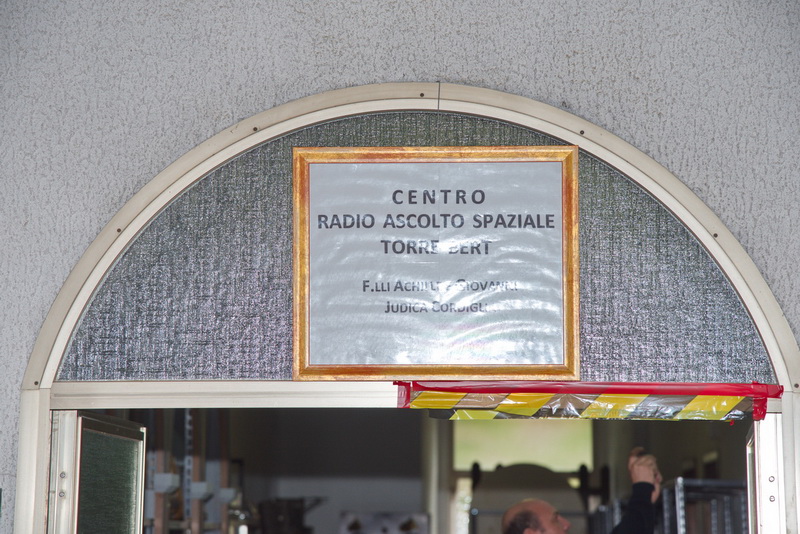 CENTRO
RADIO ASCOLTO SPAZIALE
TORRE BERT
F.LLI ACHILLE E GIOVANNI
JUDICA CORDIGLIA